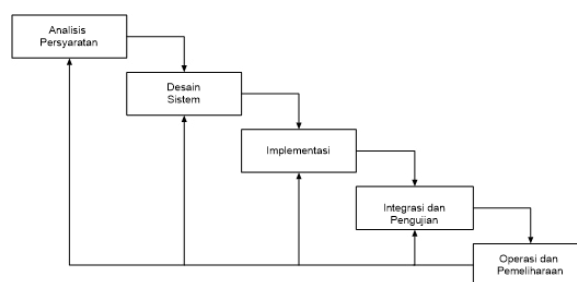 Analisis
Persyaratan
Desain
Sistem
Implementasi
Integrasi dan
Pengujian
Operasi dan
Pemeliharaan